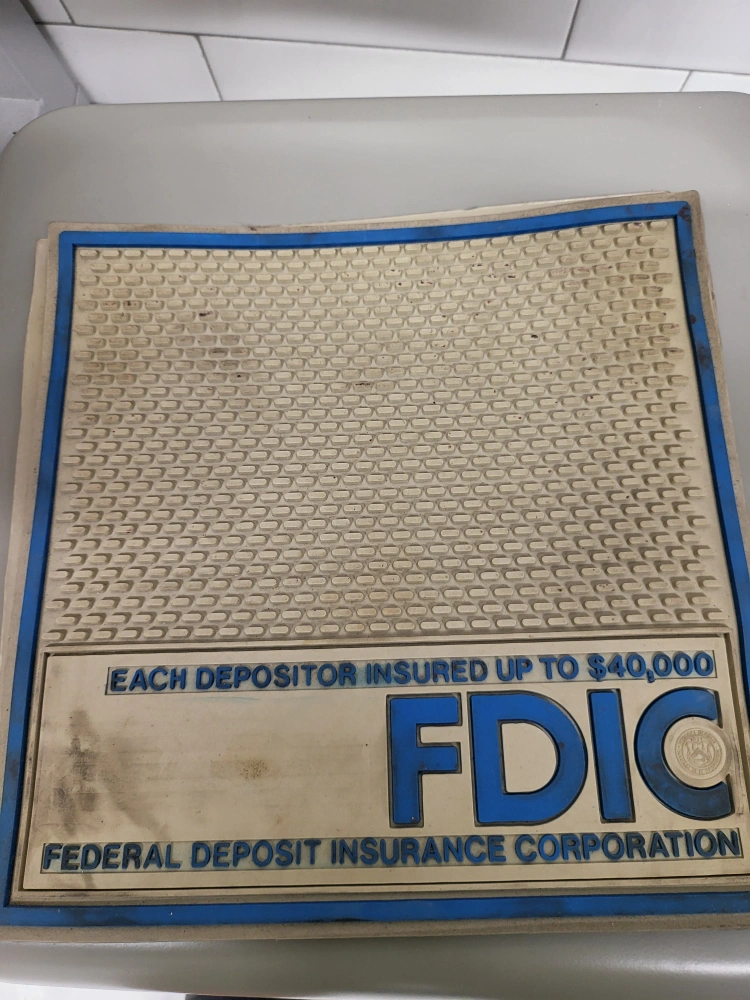 EACH DEPOSITOR INSURED UP TO $40,000
FDIC
FEDERAL DEPOSIT INSURANCE CORPORATION